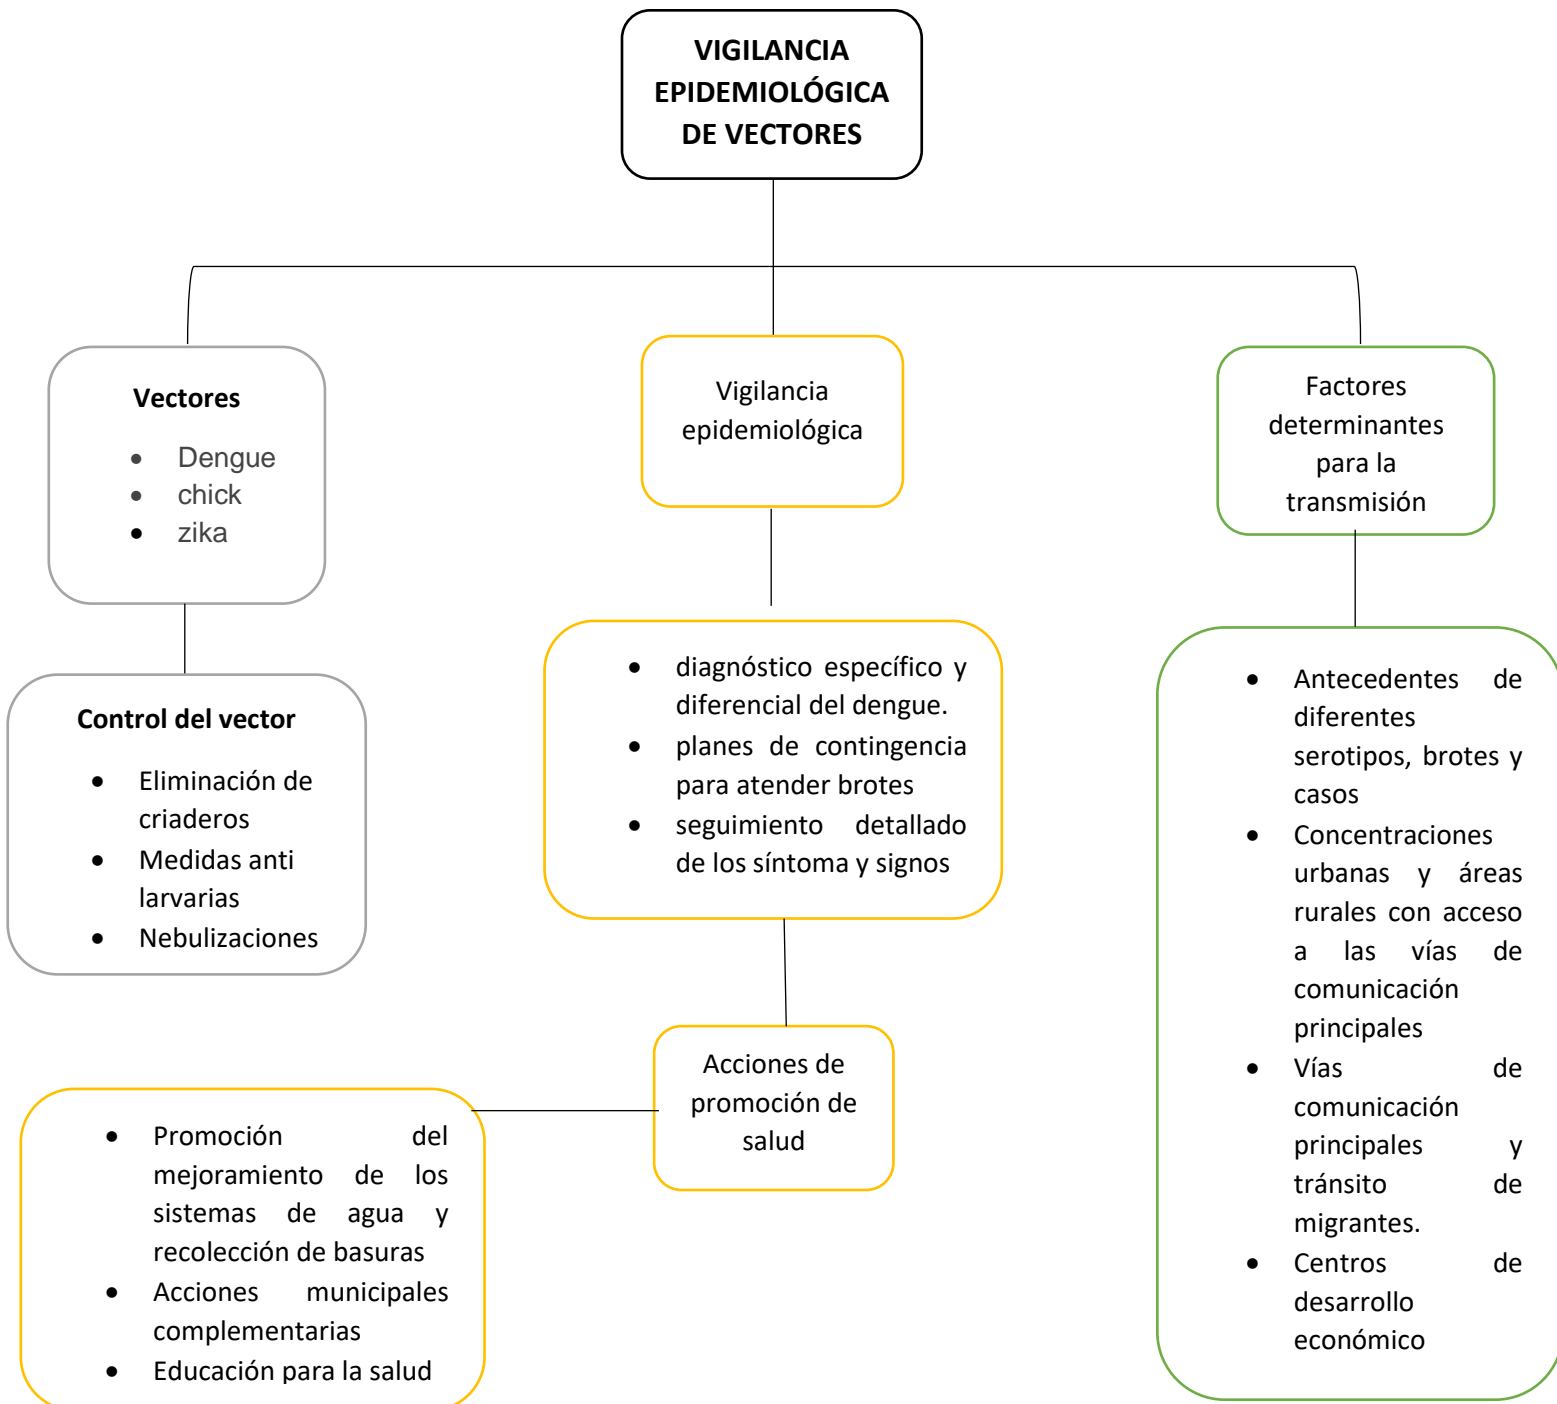 VIGILANCIA
EPIDEMIOLÓGICA
DE VECTORES
Vectores
• Dengue
• chick
• zika
Vigilancia
epidemiológica
Factores
determinantes
para la
transmisión
Control del vector
• Eliminación de
criaderos
• Medidas anti
larvarias
• Nebulizaciones
• diagnóstico específico y
diferencial del dengue.
• planes de contingencia
para atender brotes
• seguimiento detallado
de los síntoma y signos
• Antecedentes de
diferentes
serotipos, brotes y
casos
• Concentraciones
urbanas y áreas
rurales con acceso
a las vías de
comunicación
principales
• Vías de
comunicación
principales y
tránsito de
migrantes.
• Centros de
desarrollo
económico
Acciones de
promoción de
salud
• Promoción del
mejoramiento de los
sistemas de agua y
recolección de basuras
• Acciones municipales
complementarias
• Educación para la salud